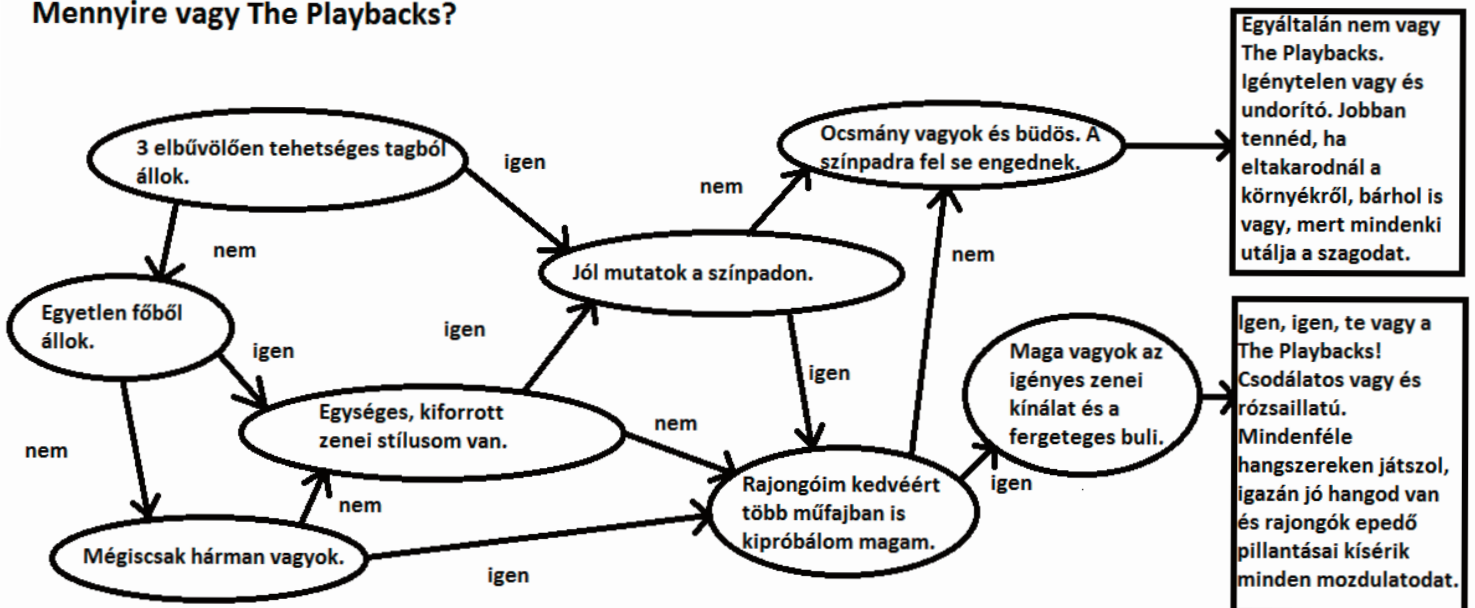 Mennyire vagy The Playbacks?
3 elbűvölően tehetséges tagból
állok.
igen
nem
Egyetlen főből
állok.
igen
nem
Mégiscsak hárman vagyok.
nem
igen
Egységes, kiforrott
zenei stílusom van.
igen
nem
Jól mutatok a színpadon.
nem
igen
Rajongóim kedvéért
több műfajban is
kipróbálom magam.
nem
igen
Ocsmány vagyok és büdös. A
színpadra fel se engednek.
Maga vagyok az
igényes zenei
kínálat és a
fergeteges buli.
Egyáltalán nem vagy
The Playbacks.
Igénytelen vagy és
undorító. Jobban
tennéd, ha
eltakarodnál a
környékről, bárhol is
vagy, mert mindenki
utálja a szagodat.
Igen, igen, te vagy a
The Playbacks!
Csodálatos vagy és
rózsaillatú.
Mindenféle
hangszereken játszol,
igazán jó hangod van
és rajongók epedő
pillantásai kísérik
minden mozdulatodat.